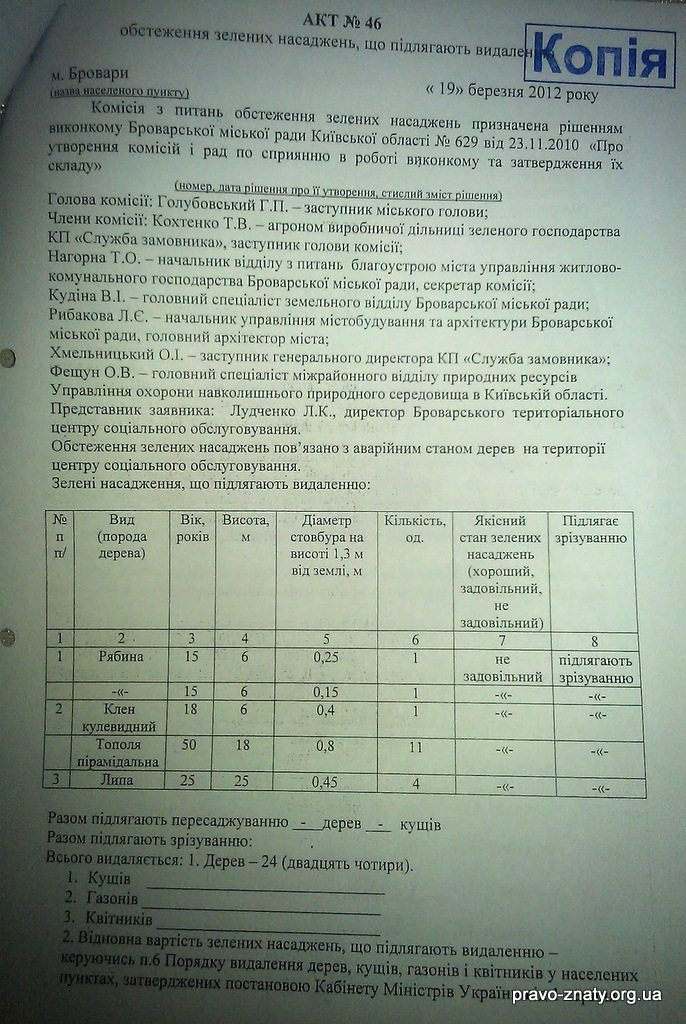 АКТ № 46
обстеження зелених насаджень, що підлягають видаленню
Копія
м. Бровари
(назва населеного пункту)
« 19» березня 2012 року
Комісія з питань обстеження зелених насаджень призначена рішенням
виконкому Броварської міської ради Київської області № 629 від 23.11.2010 «Про
утворення комісій і рад по сприянню в роботі виконкому та затвердження їх
складу»
(номер, дата рішення про її утворення, стислий зміст рішення)
Голова комісії: Голубовський Г.П. – заступник міського голови;
Члени комісії: Кохтенко Т.В. – агроном виробничої дільниці зеленого господарства
КП «Служба замовника», заступник голови комісії;
Нагорна Т.О. – начальник відділу з питань благоустрою міста управління житлово-
комунального господарства Броварської міської ради, секретар комісії;
Кудіна В.І. – головний спеціаліст земельного відділу Броварської міської ради;
Рибакова Л.Є. – начальник управління містобудування та архітектури Броварської
міської ради, головний архітектор міста;
Хмельницький О.І. – заступник генерального директора КП «Служба замовника»;
Фещун О.В. – головний спеціаліст міжрайонного відділу природних ресурсів
Управління охорони навколишнього природного середовища в Київській області.
Представник заявника: Лудченко Л.К., директор Броварського територіального
центру соціального обслуговування.
Обстеження зелених насаджень пов’язано з аварійним станом дерев на території
центру соціального обслуговування.
Зелені насадження, що підлягають видаленню:
№ Вид Вік, Висота, Діаметр Кількість, Якісний Підлягає
п (порода років м стовбура на од. стан зелених зрізуванню
п/ дерева) висоті 1,3 м насаджень
від землі, м (хороший,
задовільний,
не
задовільний)
1 2 3 4 5 6 7 8
1 Рябина 15 6 0,25 1 не підлягають
задовільний зрізуванню
-«- 15 6 0,15 1 -«- -«-
2 Клен 18 6 0,4 1 -«- -«-
кулевидний
Тополя 50 18 0,8 11 -«- -«-
пірамідальна
3 Липа 25 25 0,45 4 -«- -«-
Разом підлягають пересаджуванню _-_ дерев _-_ кущів
Разом підлягають зрізуванню:
Всього видаляється: 1. Дерев – 24 (двадцять чотири).
1. Кущів
2. Газонів
3. Квітників
2. Відновна вартість зелених насаджень, що підлягають видаленню –
керуючись п.6 Порядку видалення дерев, кущів, газонів і квітників у населених
пунктах, затверджених постановою Кабінету Міністрів
pravo-znaty.org.ua